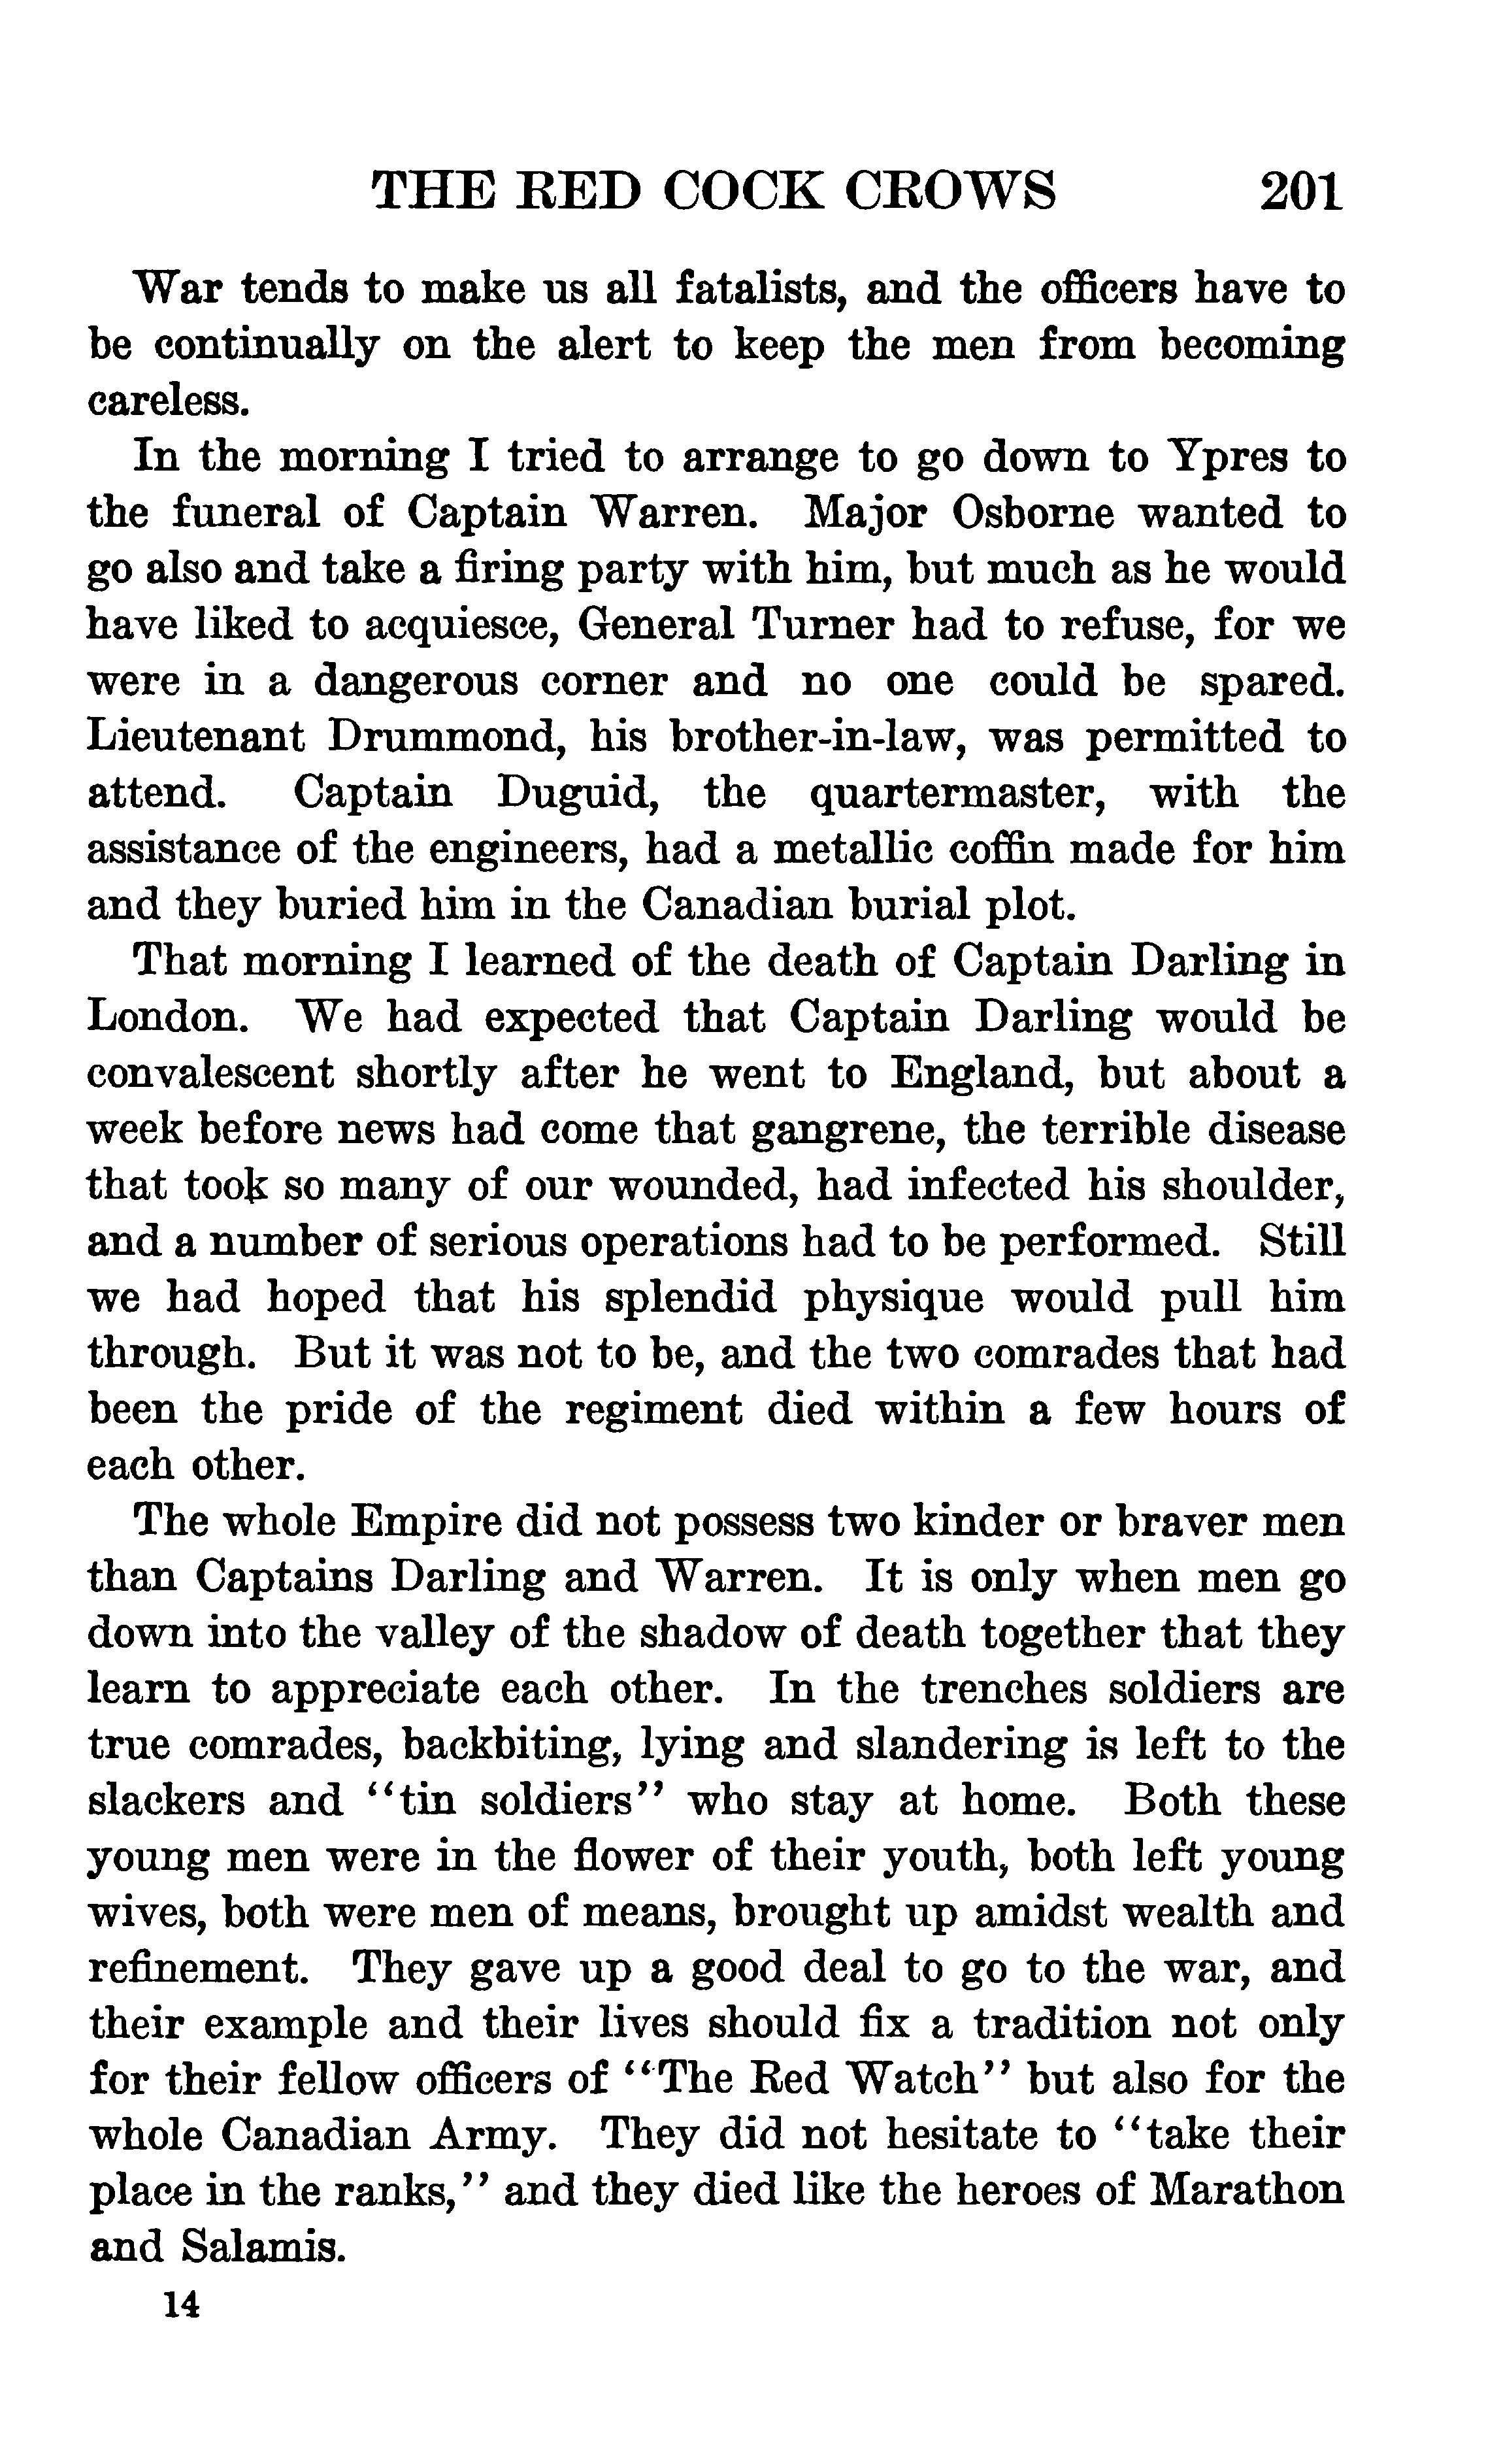 THE RED COCK CROWS 201
War tends to make us all fatalists, and the officers have to
be continually on the alert to keep the men from becoming
careless.
In the morning I tried to arrange to go down to Ypres to
the funeral of Captain Warren. Major Osborne wanted to
go also and take a firing party with him, but much as he would
have liked to acquiesce, General Turner had to refuse, for we
were in a dangerous corner and no one could be spared.
Lieutenant Drummond, his brother-in-law, was permitted to
attend. Captain Duguid, the quartermaster, with the
assistance of the engineers, had a metallic coffin made for him
and they buried him in the Canadian burial plot.
That morning I learned of the death of Captain Darling in
London. We had expected that Captain Darling would be
convalescent shortly after he went to England, but about a
week before news had come that gangrene, the terrible disease
that took so many of our wounded, had infected his shoulder,
and a number of serious operations had to be performed. Still
we had hoped that his splendid physique would pull him
through. But it was not to be, and the two comrades that had
been the pride of the regiment died within a few hours of
each other.
The whole Empire did not possess two kinder or braver men
than Captains Darling and Warren. It is only when men go
down into the valley of the shadow of death together that they
learn to appreciate each other. In the trenches soldiers are
true comrades, backbiting, lying and slandering is left to the
slackers and "tin soldiers" who stay at home. Both these
young men were in the flower of their youth, both left young
wives, both were men of means, brought up amidst wealth and
refinement. They gave up a good deal to go to the war, and
their example and their lives should fix a tradition not only
for their fellow officers of "The Red Watch" but also for the
whole Canadian Army. They did not hesitate to "take their
place in the ranks," and they died like the heroes of Marathon
and Salamis.
14